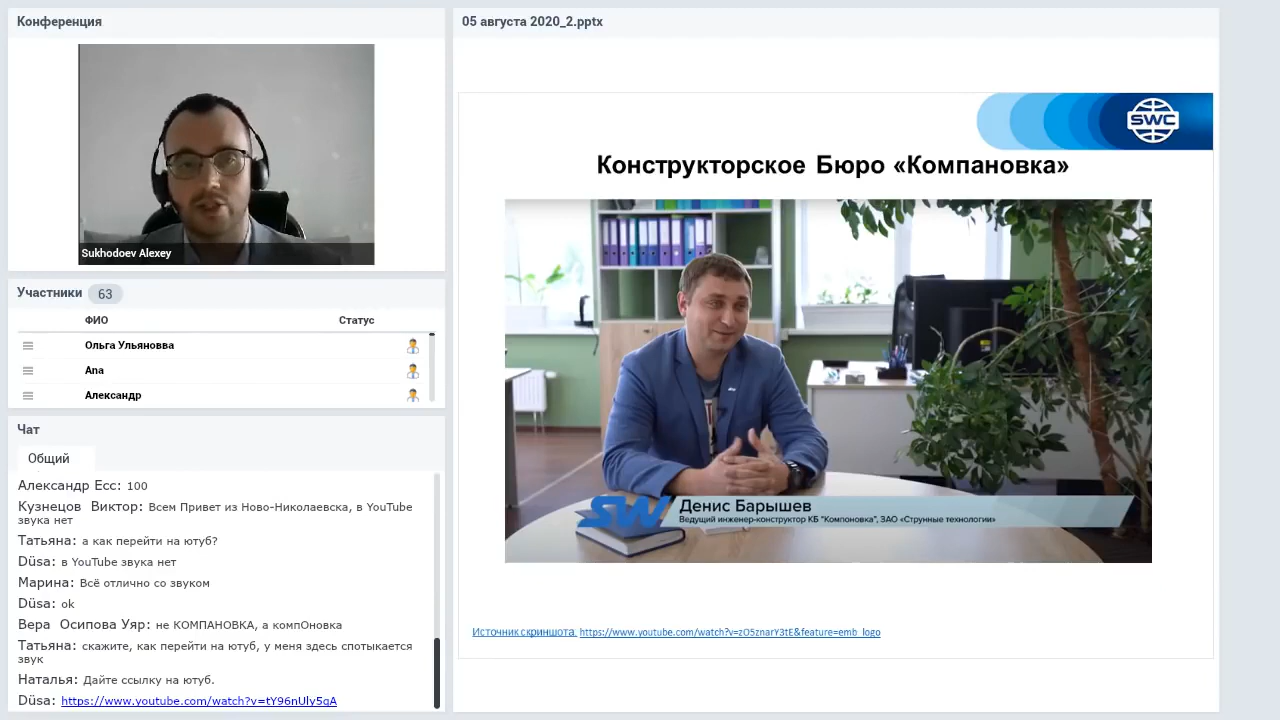 Конференция
Sukhodoev Alexey
Участники 63
ФИО Статус
Ольга Ульяновва
Ana
Александр
Чат
Общий
Александр Есс: 100
Кузнецов Виктор: Всем Привет из Ново-Николаевска, в YouTube
звука нет
Татьяна: а как перейти на ютуб?
Düsa: в YouTube звука нет
Марина: Всё отлично со звуком
Düsa: ok
Вера Осипова Уяр: не КОМПАНОВКА, а компОновка
Татьяна: скажите, как перейти на ютуб, у меня здесь спотыкается
звук
Наталья: Дайте ссылку на ютуб.
Düsa: https://www.youtube.com/watch?v=tY96nUly5qA
05 августа 2020_2.pptx
SWC
Конструкторское Бюро «Компановка»
SW
Денис Барышев
Ведущий инженер-конструктор КБ "Компоновка", ЗАО «Струнные технологии»
Источник скриншота: https://www.youtube.com/watch?v=zO5znarY3tE&feature=emb_logo